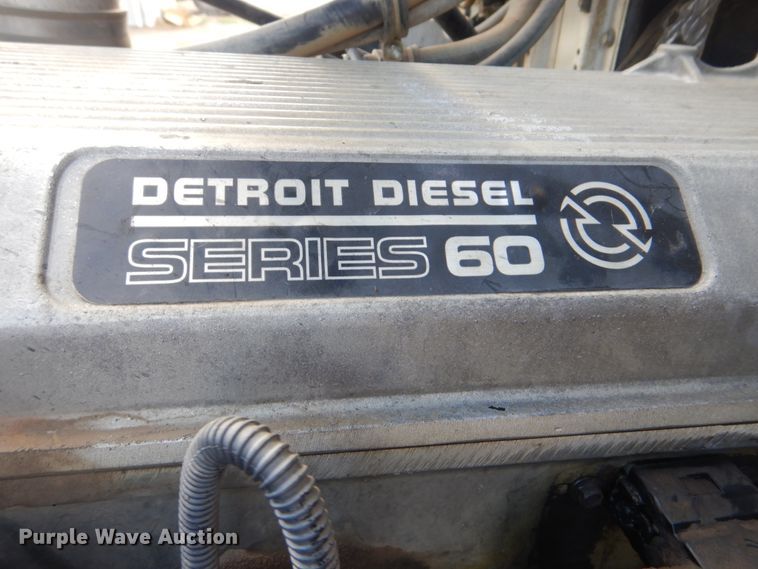 DETROIT DIESEL
SERIES 60
Purple Wave Auction